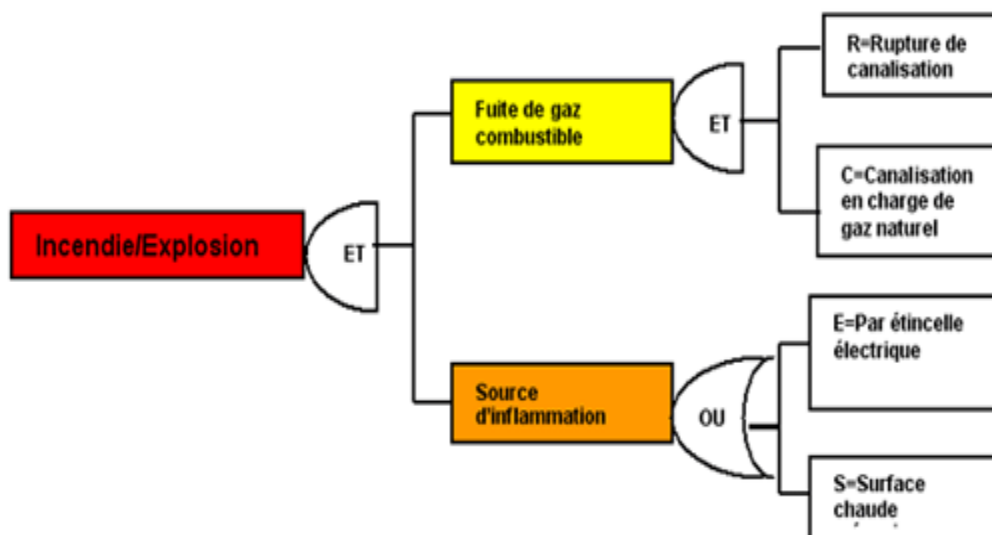 R=Rupture de
canalisation
Fuite de gaz
combustible
ET
C=Canalisation
en charge de
gaz naturel
Incendie/Explosion
ET
E=Par étincelle
électrique
Source
d'inflammation
OU
S=Surface
chaude